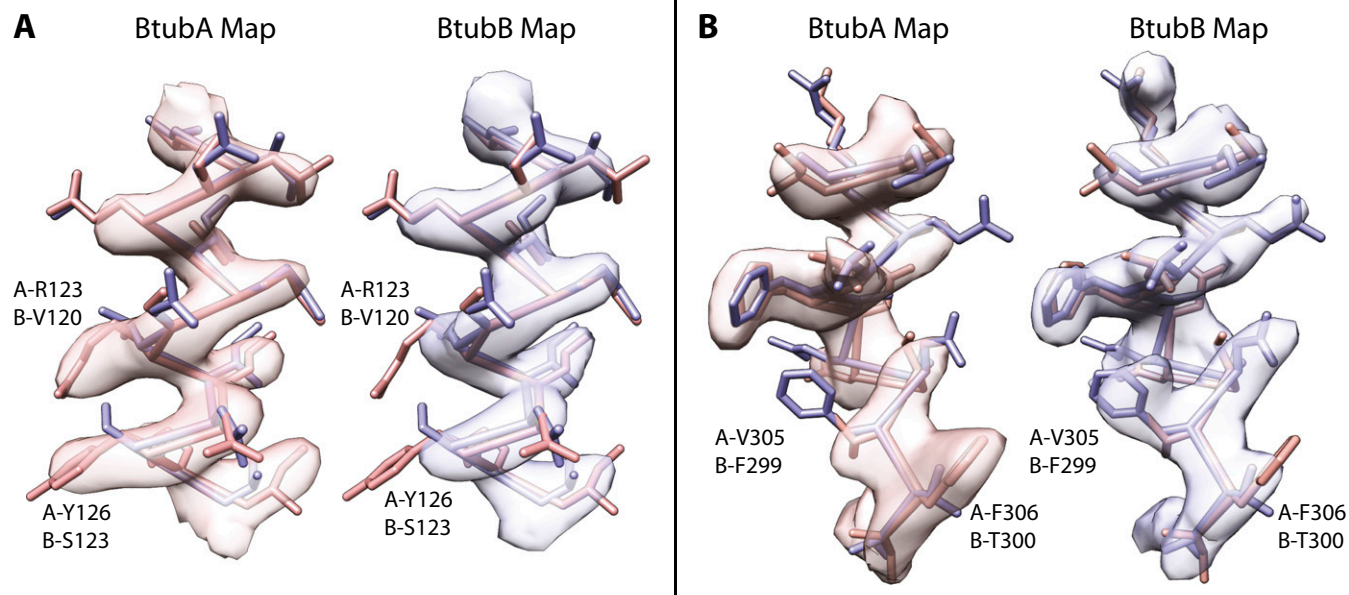 A
BtubA Map
BtubB Map
A-R123
B-V120
A-R123
B-V120
A-Y126
B-S123
A-Y126
B-S123
B
BtubA Map
BtubB Map
A-V305
B-F299
A-V305
B-F299
A-F306
B-T300
A-F306
B-T300